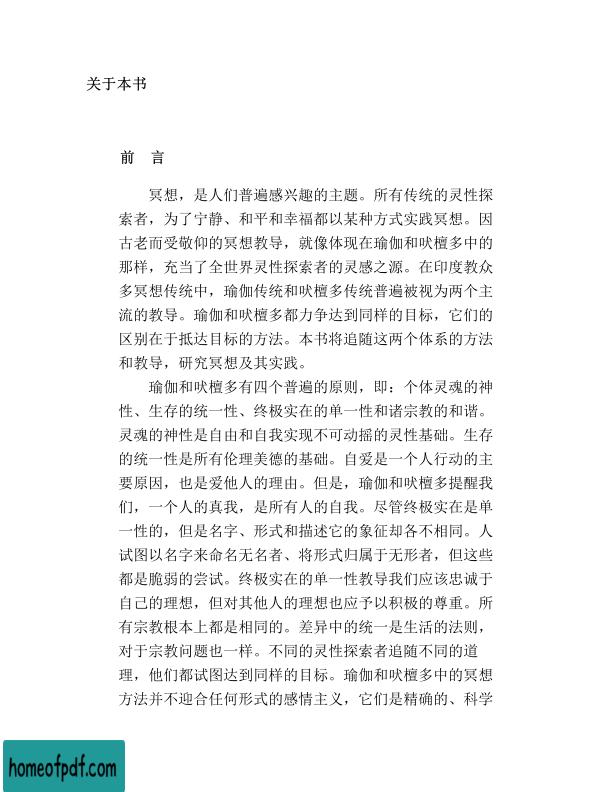 关于本书
前 言
冥想，是人们普遍感兴趣的主题。所有传统的灵性探
索者，为了宁静、和平和幸福都以某种方式实践冥想。因
古老而受敬仰的冥想教导，就像体现在瑜伽和吠檀多中的
那样，充当了全世界灵性探索者的灵感之源。在印度教众
多冥想传统中，瑜伽传统和吠檀多传统普遍被视为两个主
流的教导。瑜伽和吠檀多都力争达到同样的目标，它们的
区别在于抵达目标的方法。本书将追随这两个体系的方法
和教导，研究冥想及其实践。
瑜伽和吠檀多有四个普遍的原则，即：个体灵魂的神
性、生存的统一性、终极实在的单一性和诸宗教的和谐。
灵魂的神性是自由和自我实现不可动摇的灵性基础。生存
的统一性是所有伦理美德的基础。自爱是一个人行动的主
要原因，也是爱他人的理由。但是，瑜伽和吠檀多提醒我
们，一个人的真我，是所有人的自我。尽管终极实在是单
一性的，但是名字、形式和描述它的象征却各不相同。人
试图以名字来命名无名者、将形式归属于无形者，但这些
都是脆弱的尝试。终极实在的单一性教导我们应该忠诚于
自己的理想，但对其他人的理想也应予以积极的尊重。所
有宗教根本上都是相同的。差异中的统一是生活的法则，
对于宗教问题也一样。不同的灵性探索者追随不同的道
理，他们都试图达到同样的目标。瑜伽和吠檀多中的冥想
方法并不迎合任何形式的感情主义，它们是精确的、科学
homeofpdf.com